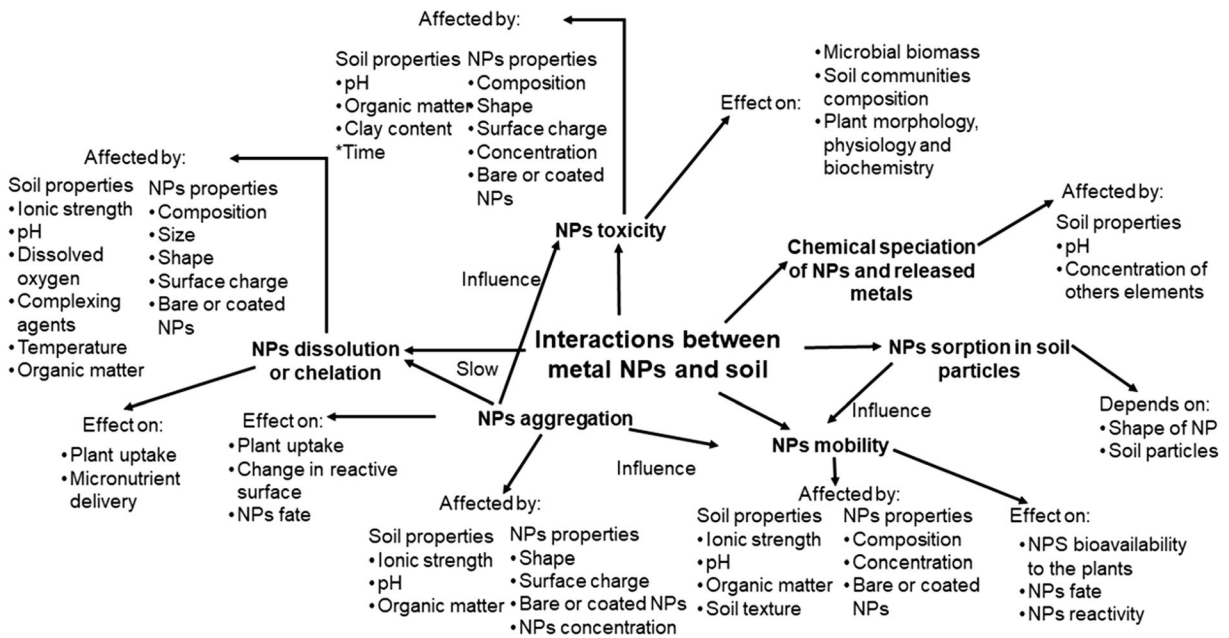 Affected by:
Soil properties
•pH
•Organic matter
•Clay content
*Time
NPs properties
•Composition
•Shape
•Surface charge
•Concentration
•Bare or coated
NPs
Effect on:
•Microbial biomass
•Soil communities
composition
•Plant morphology,
physiology and
biochemistry
Affected by:
Soil properties
•Ionic strength
•pH
•Dissolved
oxygen
•Complexing
agents
•Temperature
•Organic matter
NPs properties
•Composition
•Size
•Shape
•Surface charge
•Bare or coated
NPs
NPs toxicity
Influence
Chemical speciation
of NPs and released
metals
Affected by:
Soil properties
•pH
•Concentration of
others elements
Interactions between
metal NPs and soil
NPs dissolution
or chelation
Slow
NPs sorption in soil
particles
NPs aggregation
Influence
Influence
NPs mobility
Depends on:
•Shape of NP
•Soil particles
Effect on:
•Plant uptake
•Micronutrient
delivery
Effect on:
•Plant uptake
•Change in reactive
surface
•NPs fate
Affected by:
Soil properties
•Ionic strength
•pH
•Organic matter
NPs properties
•Shape
•Surface charge
•Bare or coated NPs
•NPs concentration
Affected by:
Soil properties
•Ionic strength
•pH
•Organic matter
•Soil texture
NPs properties
•Composition
•Concentration
•Bare or coated
NPs
Effect on:
•NPS bioavailability
to the plants
•NPs fate
•NPs reactivity